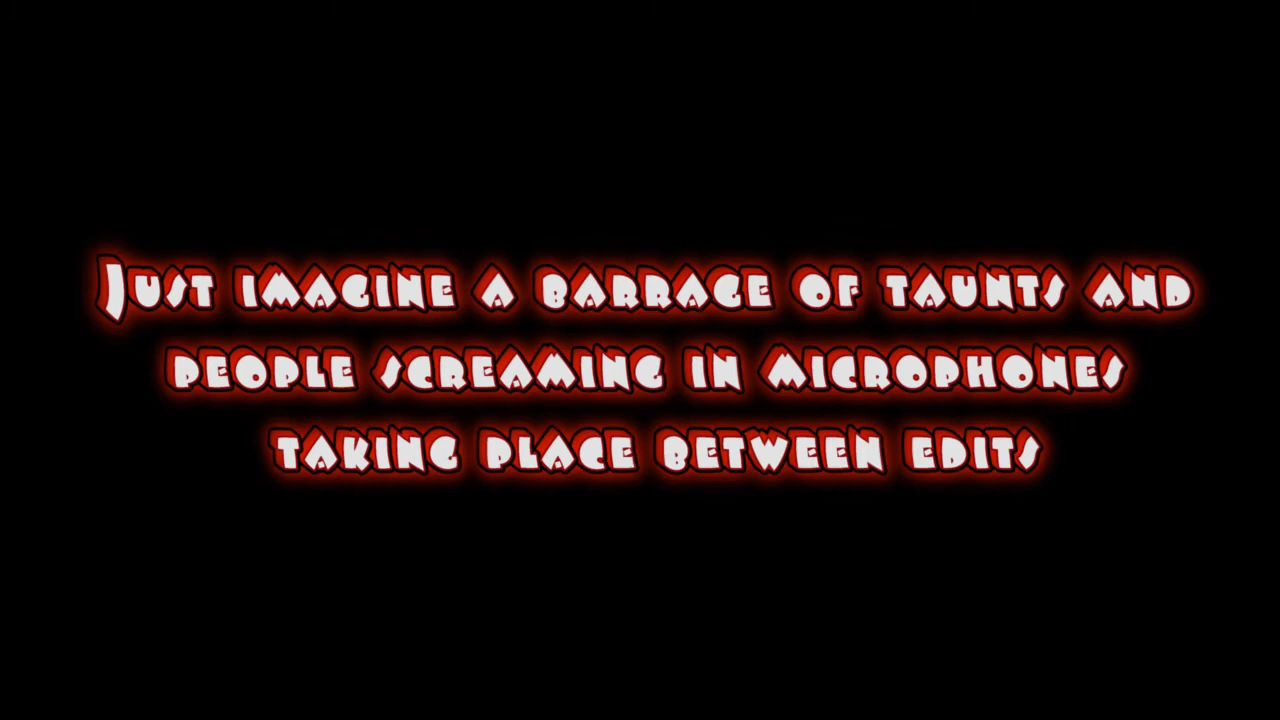 Just imagine a barrage of taunts and
people screaming in microphones
taking place between edits